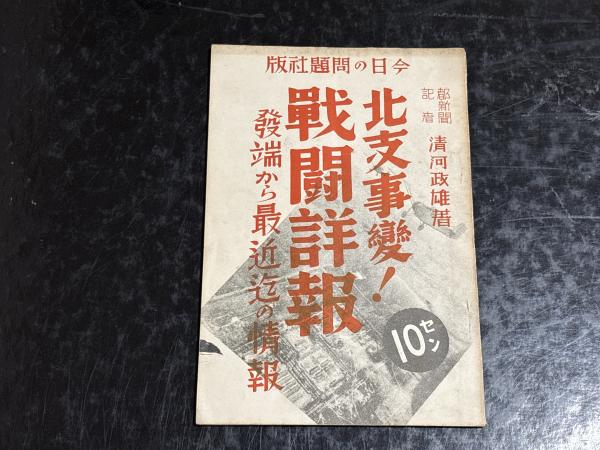 版社題問の日今
都新聞
記者
清河政雄著
北支事變!
戰闘詳報
發端から最近迄の情報
10セン